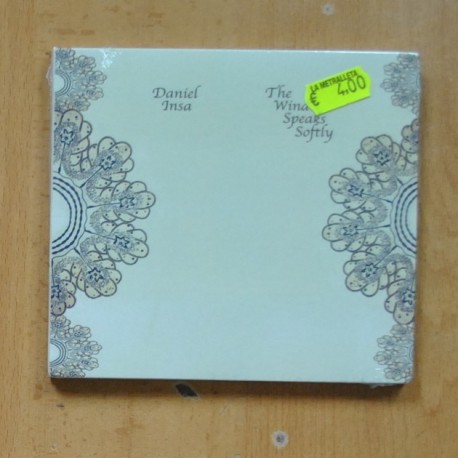 Daniel
Insa
The
Wind
Speaks
Softly
LA METRALLETA
€ 4,00